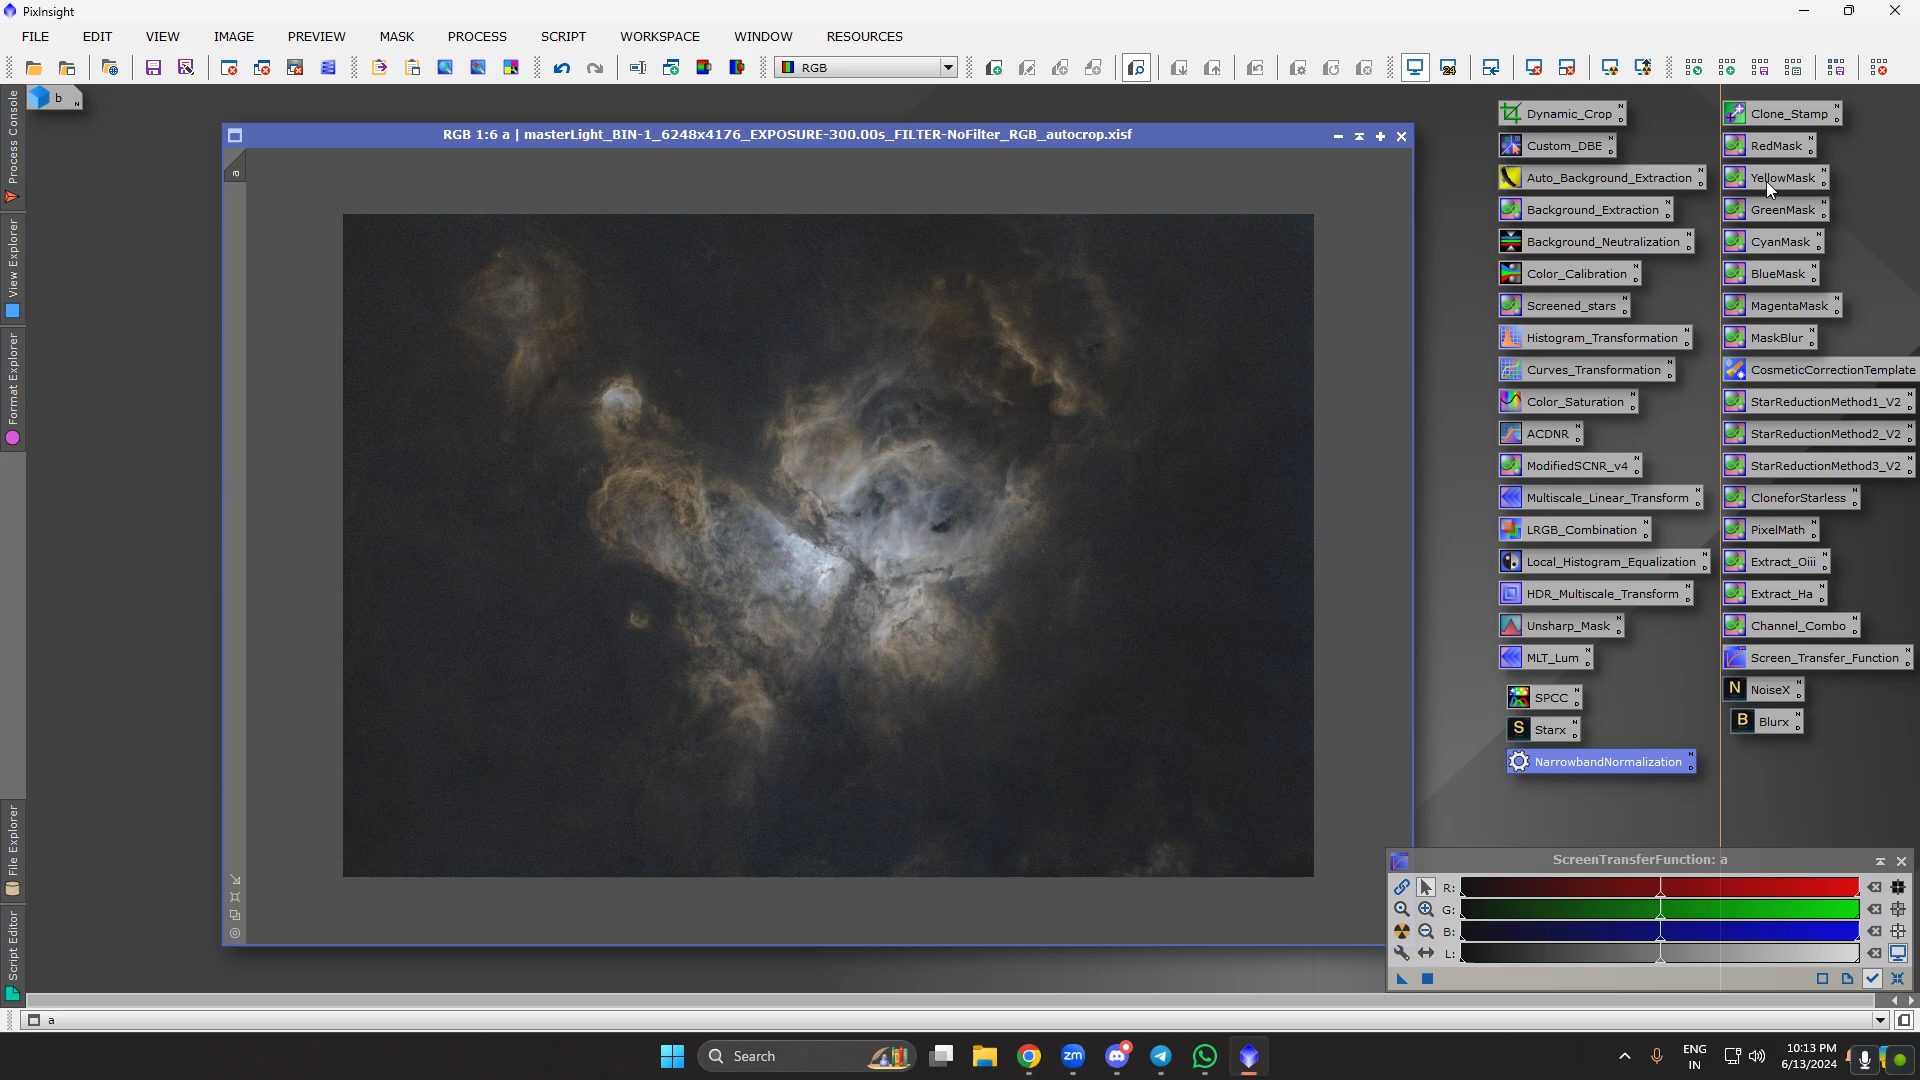 PixInsight
FILE EDIT VIEW IMAGE PREVIEW MASK PROCESS SCRIPT WORKSPACE WINDOW RESOURCES
24
RGB
b N
RGB 1:6 a | masterLight_BIN-1_6248x4176_EXPOSURE-300.00s_FILTER-NoFilter_RGB_autocrop.xisf
a
Process Console
View Explorer
Format Explorer
File Explorer
Script Editor
Dynamic_Crop
Custom_DBE
Auto_Background_Extraction
Background_Extraction
Background_Neutralization
Color_Calibration
Screened_stars
Histogram_Transformation
Curves_Transformation
Color_Saturation
ACDNR
ModifiedSCNR_v4
Multiscale_Linear_Transform
LRGB_Combination
Local_Histogram_Equalization
HDR_Multiscale_Transform
Unsharp_Mask
MLT_Lum
SPCC
S Starx
NarrowbandNormalization
Clone_Stamp
RedMask
YellowMask
GreenMask
CyanMask
BlueMask
MagentaMask
MaskBlur
CosmeticCorrectionTemplate
StarReductionMethod1_V2
StarReductionMethod2_V2
StarReductionMethod3_V2
CloneforStarless
PixelMath
Extract_Oiii
Extract_Ha
Channel_Combo
Screen_Transfer_Function
N NoiseX
B Blurx
ScreenTransferFunction: a
R:
G:
B:
L:
a
Search
zm
ENG
IN
10:13 PM
6/13/2024